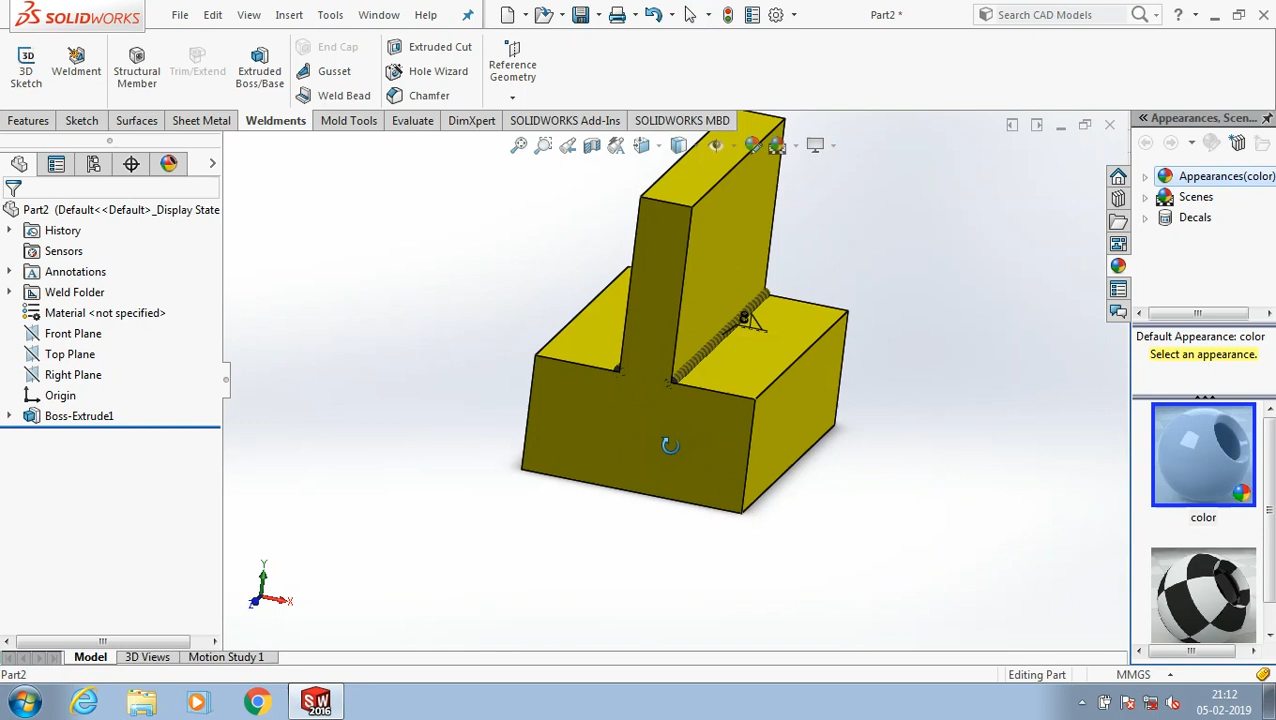 SOLIDWORKS
File Edit View Insert Tools Window Help
Part2 *
Search CAD Models
3D Sketch
Weldment
Structural Member
Trim/Extend
Extruded Boss/Base
End Cap
Gusset
Weld Bead
Extruded Cut
Hole Wizard
Chamfer
Reference Geometry
Features Sketch Surfaces Sheet Metal Weldments Mold Tools Evaluate DimXpert SOLIDWORKS Add-Ins SOLIDWORKS MBD
Part2 (Default<<Default>_Display State
History
Sensors
Annotations
Weld Folder
Material <not specified>
Front Plane
Top Plane
Right Plane
Origin
Boss-Extrude1
Y
X
Z
Appearances, Scen
Appearances(color)
Scenes
Decals
Default Appearance: color
Select an appearance.
color
Model 3D Views Motion Study 1
Part2
Editing Part
MMGS
SW
2016
21:12
05-02-2019